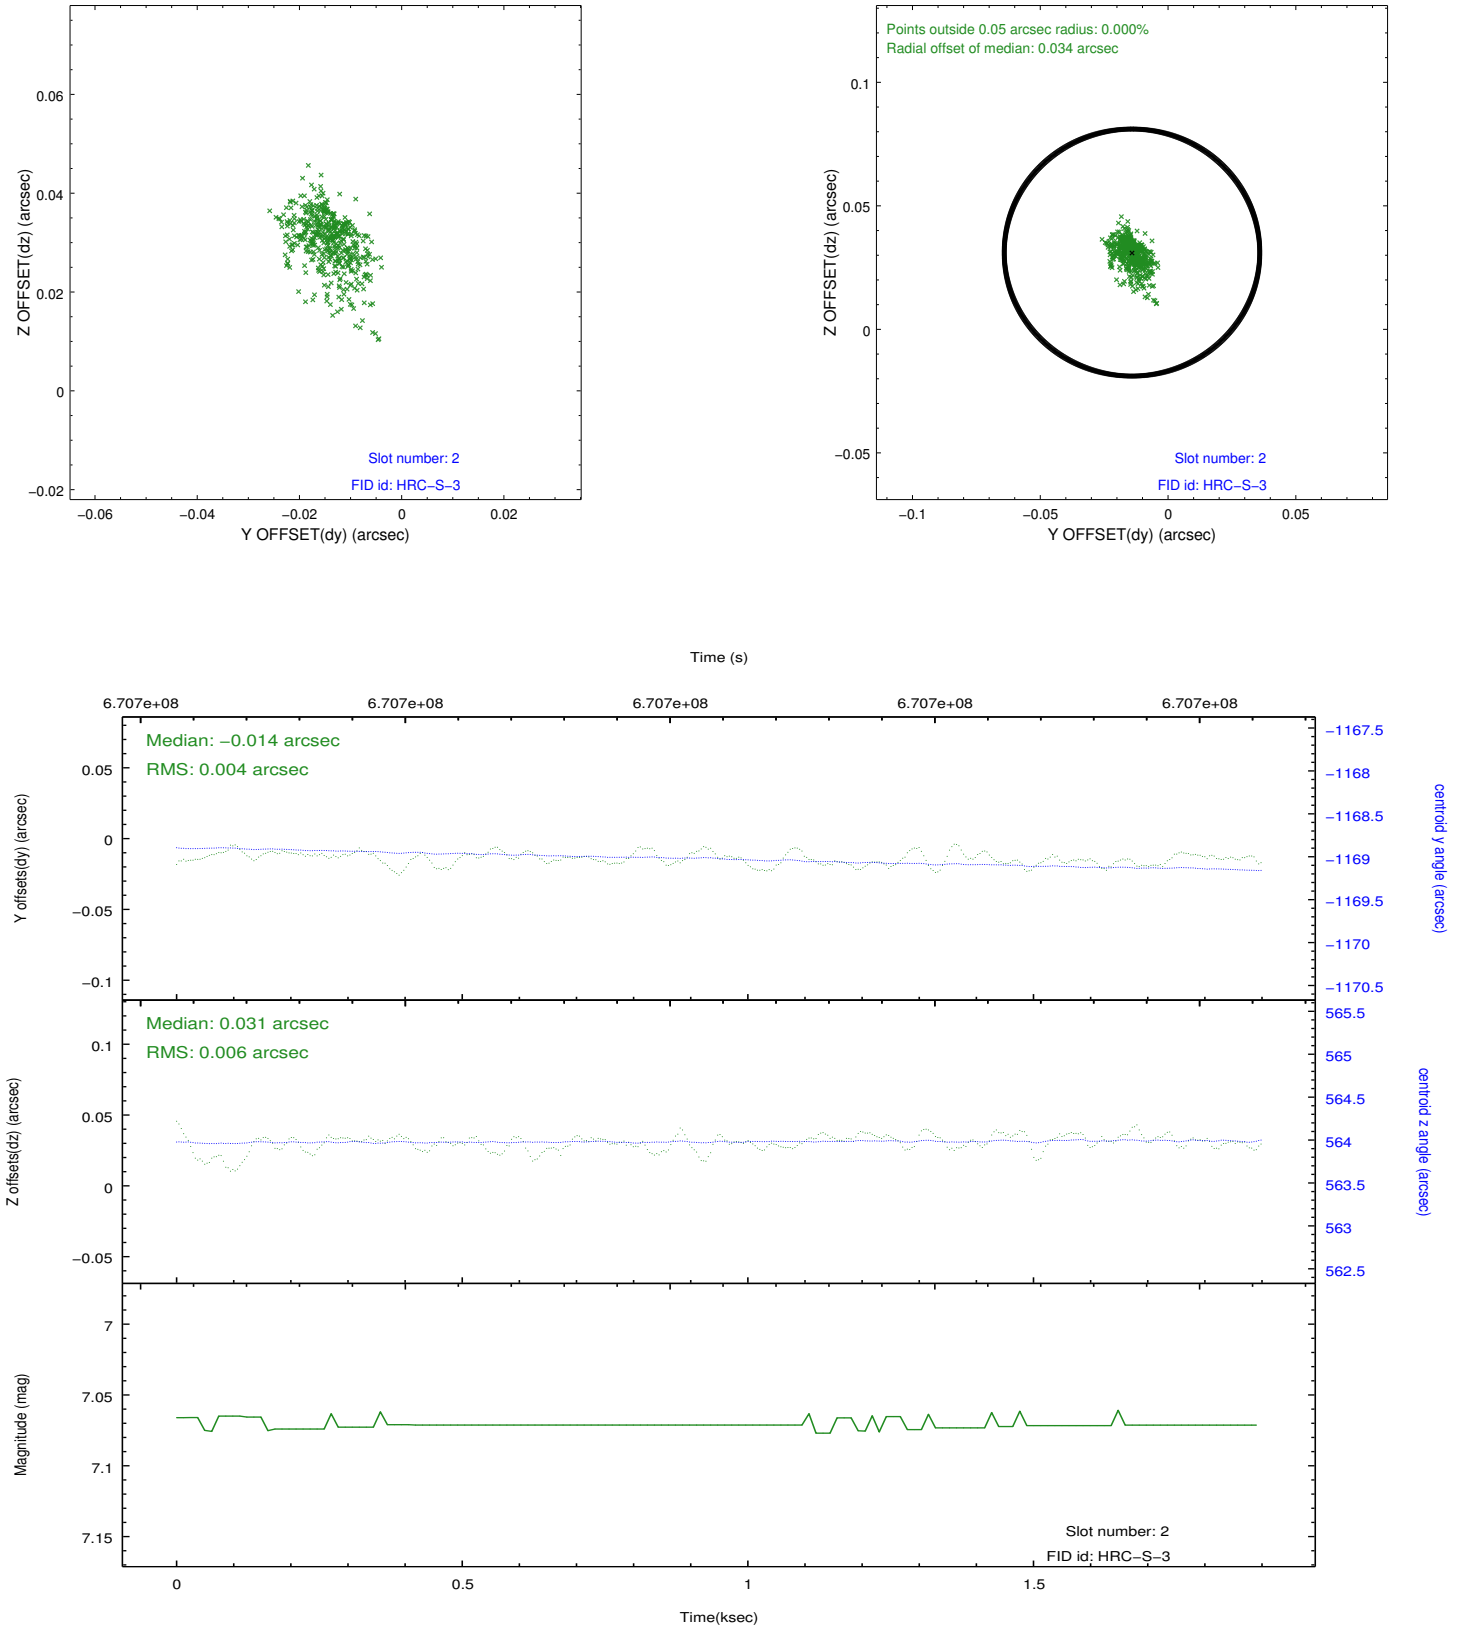 0.06
0.04
0.02
0
−0.02
−0.06
−0.04
−0.02
0
0.02
Z OFFSET(dz) (arcsec)
Y OFFSET(dy) (arcsec)
Slot number: 2
FID id: HRC−S−3
Points outside 0.05 arcsec radius: 0.000%
Radial offset of median: 0.034 arcsec
0.1
0.05
0
−0.05
−0.1
−0.05
0
0.05
Z OFFSET(dz) (arcsec)
Y OFFSET(dy) (arcsec)
Slot number: 2
FID id: HRC−S−3
Time (s)
6.707e+08
6.707e+08
6.707e+08
6.707e+08
6.707e+08
Median: −0.014 arcsec
RMS: 0.004 arcsec
0.05
0
−0.05
−0.1
Y offsets(dy) (arcsec)
−1167.5
−1168
−1168.5
−1169
−1169.5
−1170
−1170.5
centroid y angle (arcsec)
Median: 0.031 arcsec
RMS: 0.006 arcsec
0.1
0.05
0
−0.05
Z offsets(dz) (arcsec)
565.5
565
564.5
564
563.5
563
562.5
centroid z angle (arcsec)
7
7.05
7.1
7.15
Magnitude (mag)
Slot number: 2
FID id: HRC−S−3
0
0.5
1
1.5
Time(ksec)